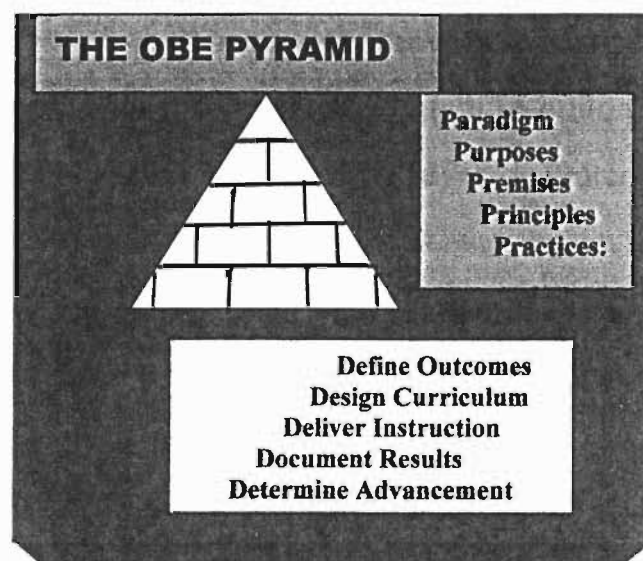 THE OBE PYRAMID
Paradigm
Purposes
Premises
Principles
Practices:
Define Outcomes
Design Curriculum
Deliver Instruction
Document Results
Determine Advancement